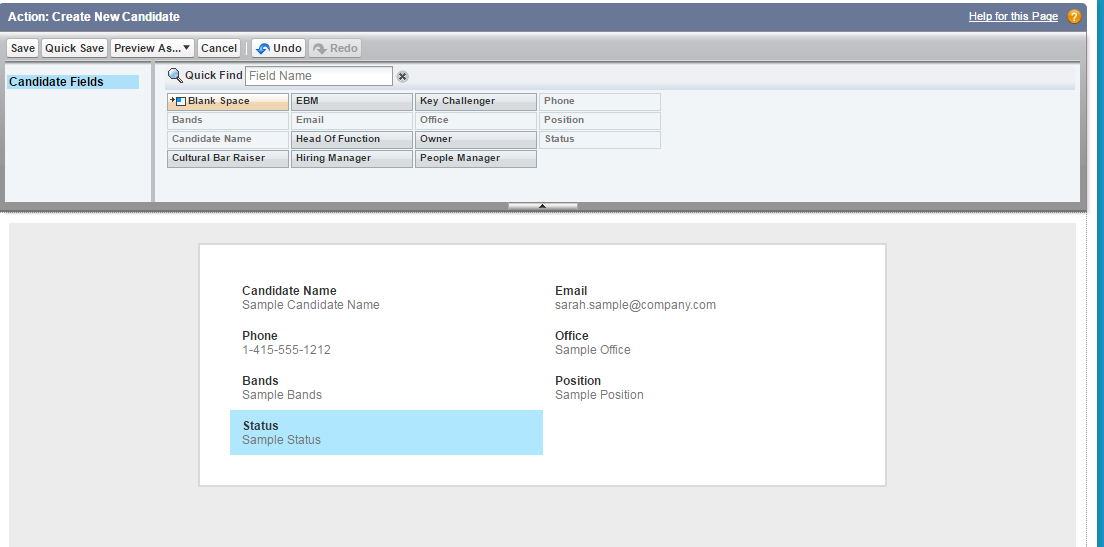 Action: Create New Candidate Help for this Page ?
Save Quick Save Preview As... Cancel Undo Redo
Candidate Fields
Quick Find Field Name
Blank Space EBM Key Challenger Phone
Bands Email Office Position
Candidate Name Head Of Function Owner Status
Cultural Bar Raiser Hiring Manager People Manager
Candidate Name Email
Sample Candidate Name sarah.sample@company.com
Phone Office
1-415-555-1212 Sample Office
Bands Position
Sample Bands Sample Position
Status
Sample Status